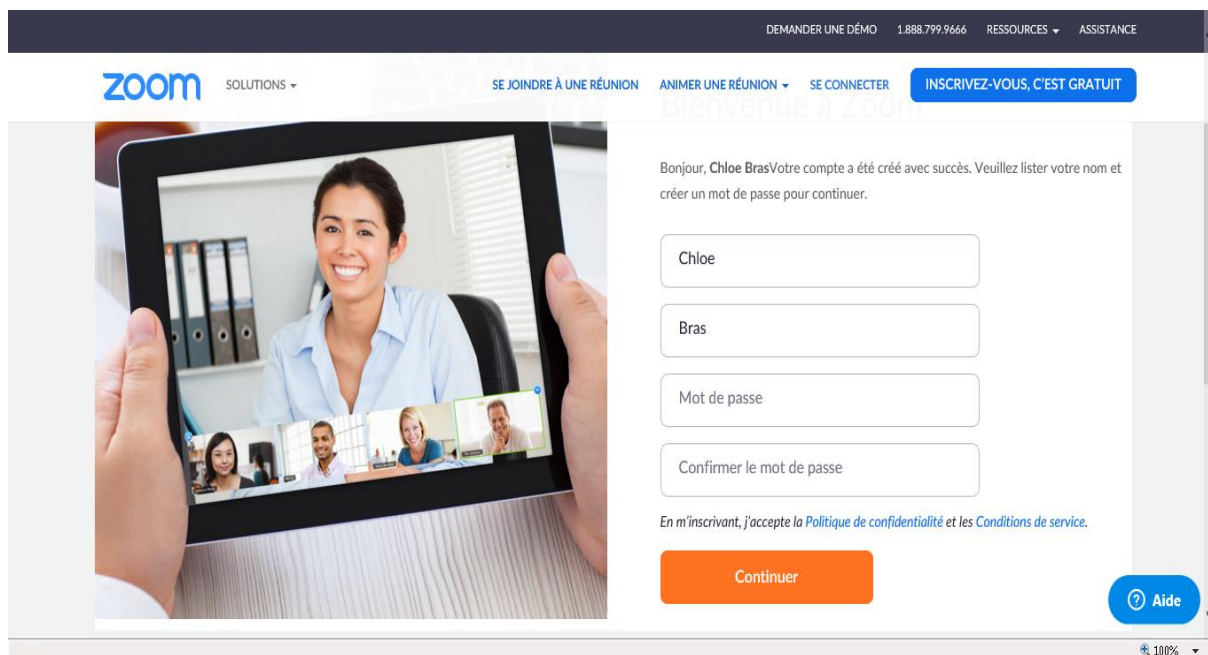 DEMANDER UNE DÉMO 1.888.799.9666 RESSOURCES ASSISTANCE
zoom SOLUTIONS SE JOINDRE À UNE RÉUNION ANIMER UNE RÉUNION SE CONNECTER INSCRIVEZ-VOUS, C'EST GRATUIT
Bienvenue à Zoom
Bonjour, Chloe BrasVotre compte a été créé avec succès. Veuillez lister votre nom et
créer un mot de passe pour continuer.
Chloe
Bras
Mot de passe
Confirmer le mot de passe
En m'inscrivant, j'accepte la Politique de confidentialité et les Conditions de service.
Continuer
Aide
100%